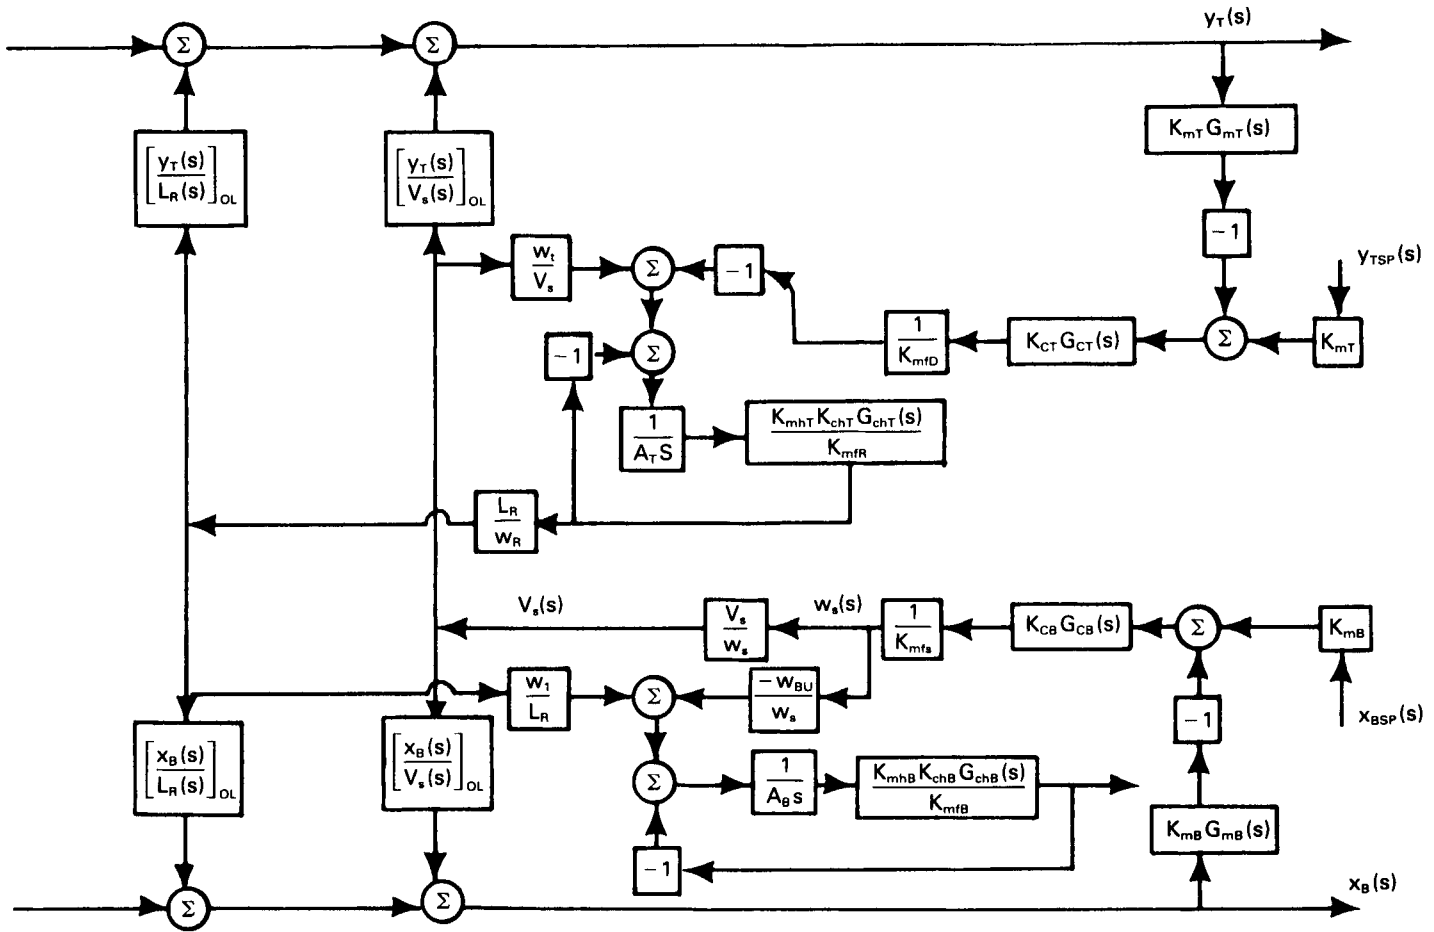 y_T(s)
Σ
Σ
K_mT G_mT(s)
[y_T(s) / L_R(s)]_OL
[y_T(s) / V_s(s)]_OL
-1
w_t / V_s
Σ
-1
y_TSP(s)
1 / K_mfD
K_CT G_CT(s)
Σ
K_mT
-1
Σ
1 / A_T S
K_mhT K_chT G_chT(s) / K_mfR
L_R / w_R
V_s(s)
V_s / w_s
w_s(s)
1 / K_mfs
K_CB G_CB(s)
Σ
K_mB
w_1 / L_R
Σ
-w_BU / w_s
-1
x_BSP(s)
[x_B(s) / L_R(s)]_OL
[x_B(s) / V_s(s)]_OL
Σ
1 / A_B s
K_mhB K_chB G_chB(s) / K_mfB
K_mB G_mB(s)
-1
Σ
Σ
x_B(s)